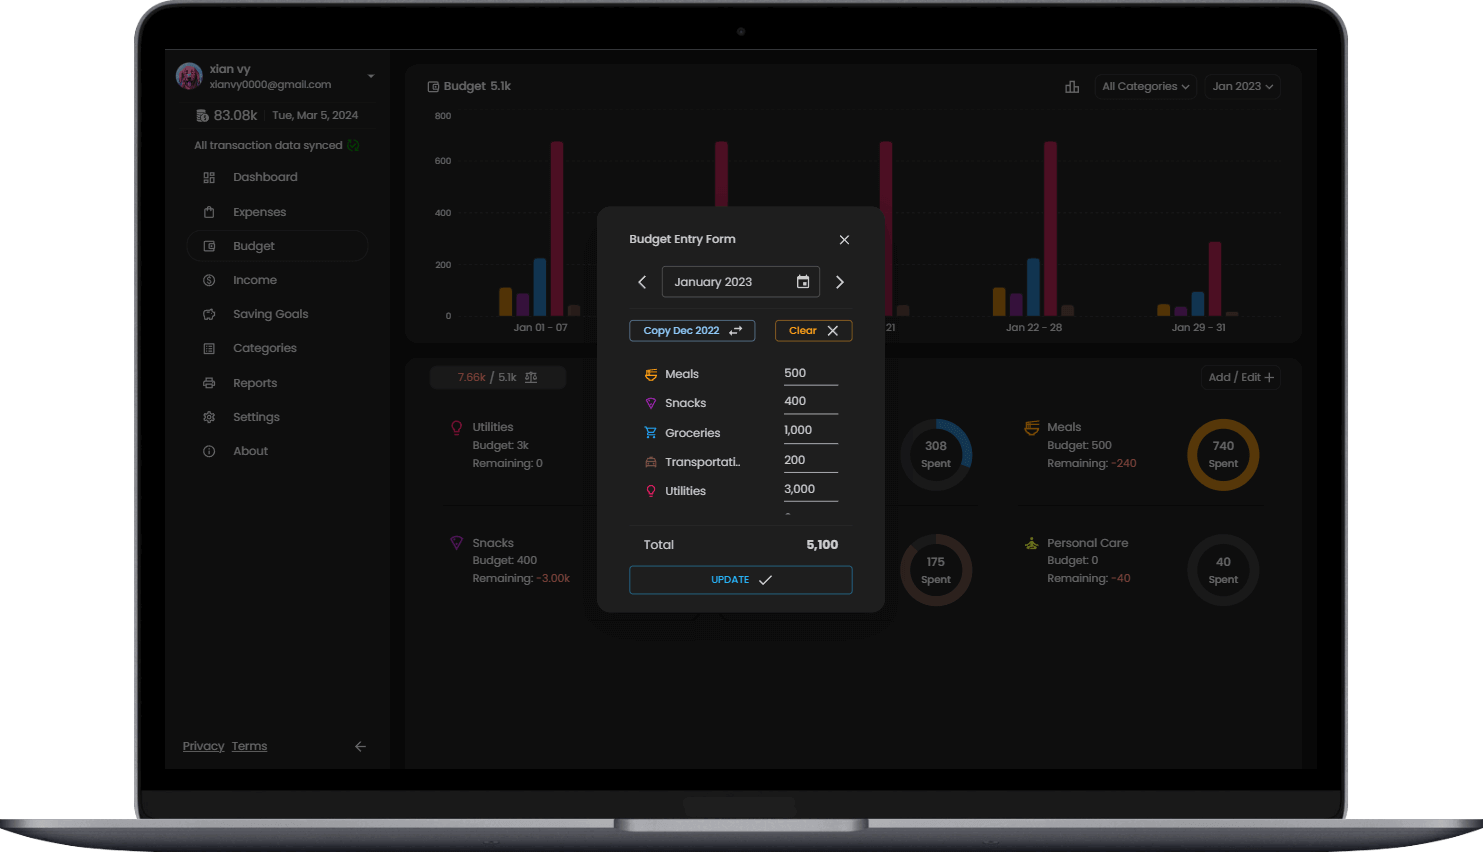 xian vy
xianvy0000@gmail.com
83.08k Tue, Mar 5, 2024
All transaction data synced
Dashboard
Expenses
Budget
Income
Saving Goals
Categories
Reports
Settings
About
Privacy Terms
Budget 5.1k
All Categories
Jan 2023
800
600
400
200
0
Jan 01 - 07
21
Jan 22 - 28
Jan 29 - 31
7.66k / 5.1k
Add / Edit
Utilities
Budget: 3k
Remaining: 0
308
Spent
Meals
Budget: 500
Remaining: -240
740
Spent
Snacks
Budget: 400
Remaining: -3.00k
175
Spent
Personal Care
Budget: 0
Remaining: -40
40
Spent
Budget Entry Form
January 2023
Copy Dec 2022
Clear
Meals 500
Snacks 400
Groceries 1,000
Transportati.. 200
Utilities 3,000
Total 5,100
UPDATE